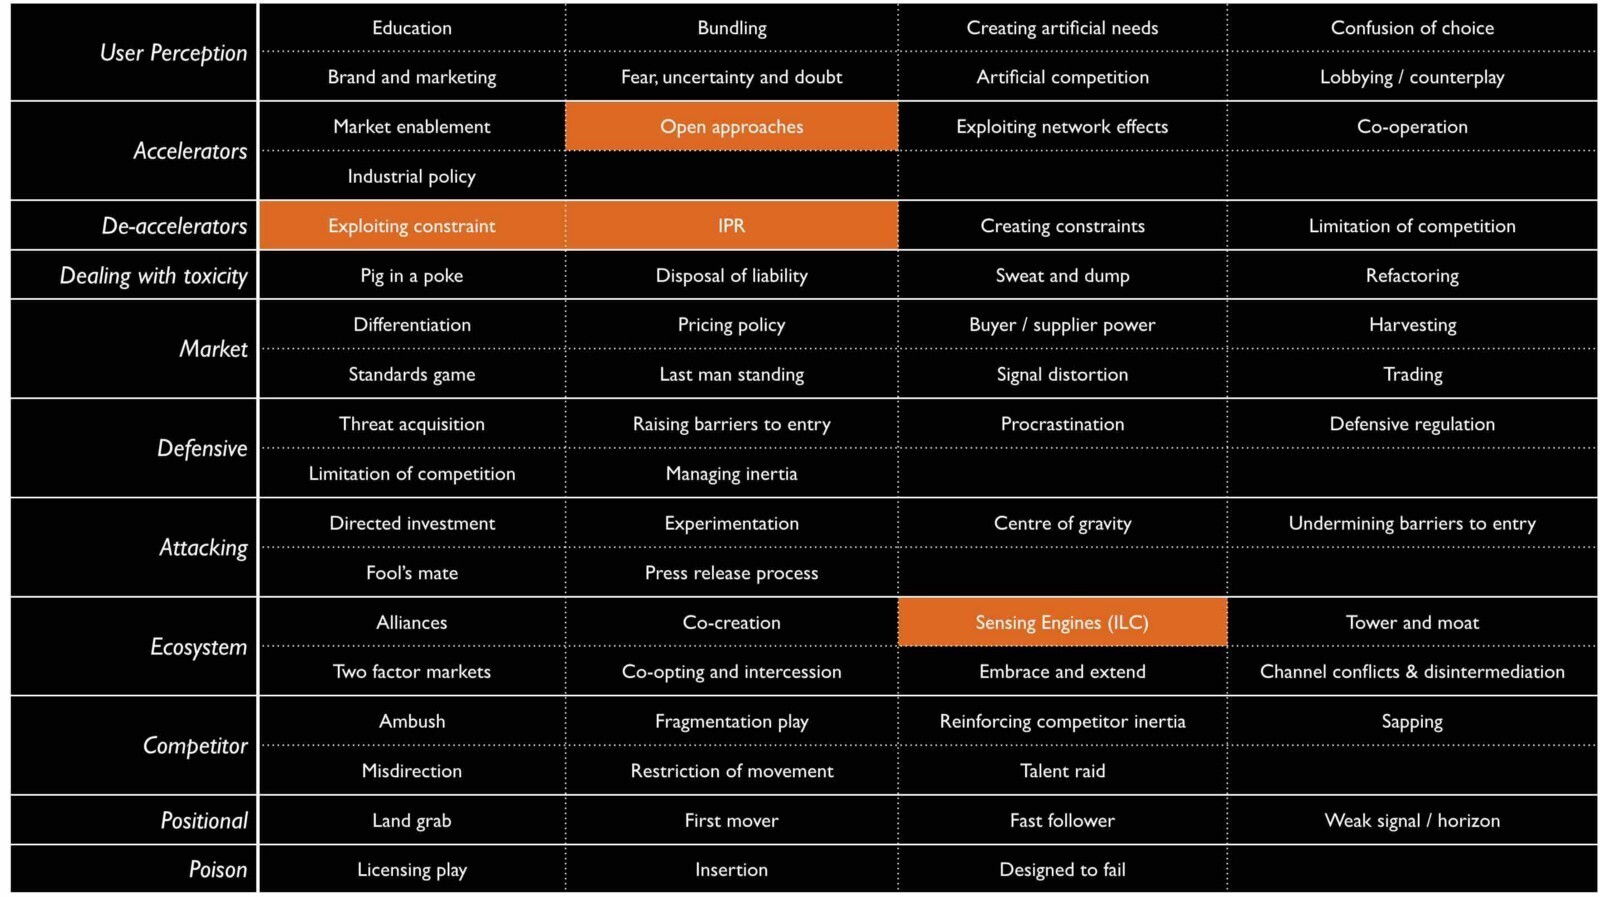 Education
Bundling
Creating artificial needs
Confusion of choice
User Perception
Brand and marketing
Fear, uncertainty and doubt
Artificial competition
Lobbying / counterplay
Market enablement
Open approaches
Exploiting network effects
Co-operation
Accelerators
Industrial policy
De-accelerators
Exploiting constraint
IPR
Creating constraints
Limitation of competition
Dealing with toxicity
Pig in a poke
Disposal of liability
Sweat and dump
Refactoring
Differentiation
Pricing policy
Buyer / supplier power
Harvesting
Market
Standards game
Last man standing
Signal distortion
Trading
Threat acquisition
Raising barriers to entry
Procrastination
Defensive regulation
Defensive
Limitation of competition
Managing inertia
Directed investment
Experimentation
Centre of gravity
Undermining barriers to entry
Attacking
Fool's mate
Press release process
Alliances
Co-creation
Sensing Engines (ILC)
Tower and moat
Ecosystem
Two factor markets
Co-opting and intercession
Embrace and extend
Channel conflicts & disintermediation
Ambush
Fragmentation play
Reinforcing competitor inertia
Sapping
Competitor
Misdirection
Restriction of movement
Talent raid
Positional
Land grab
First mover
Fast follower
Weak signal / horizon
Poison
Licensing play
Insertion
Designed to fail